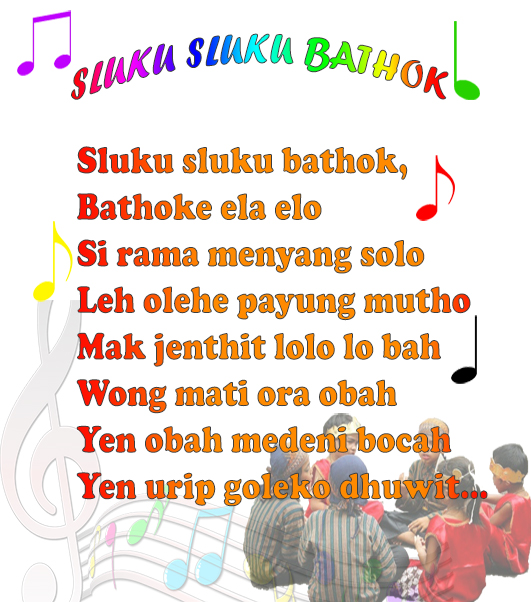 SLUKU SLUKU BATHOK
Sluku sluku bathok,
Bathoke ela elo
Si rama menyang solo
Leh olehe payung mutho
Mak jenthit lolo lo bah
Wong mati ora obah
Yen obah medeni bocah
Yen urip goleko dhuwit...